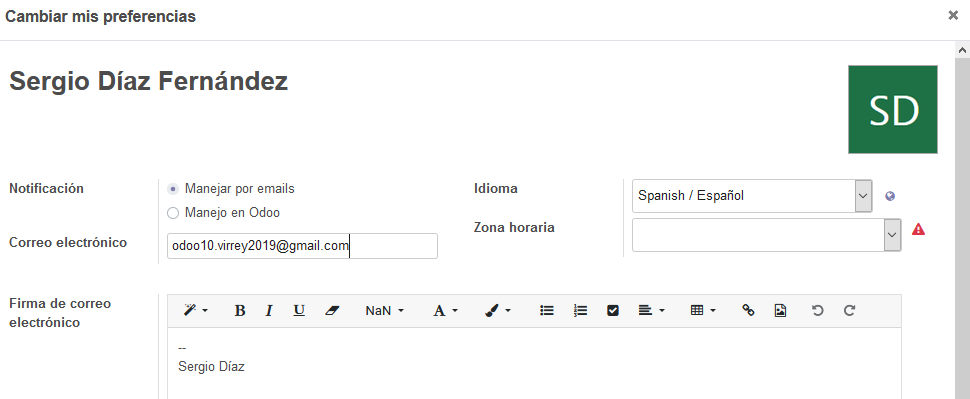 Cambiar mis preferencias
Sergio Díaz Fernández
SD
Notificación
Manejar por emails
Manejo en Odoo
Idioma
Spanish / Español
Correo electrónico
odoo10.virrey2019@gmail.com
Zona horaria
Firma de correo
electrónico
B I U NaN A
--
Sergio Díaz